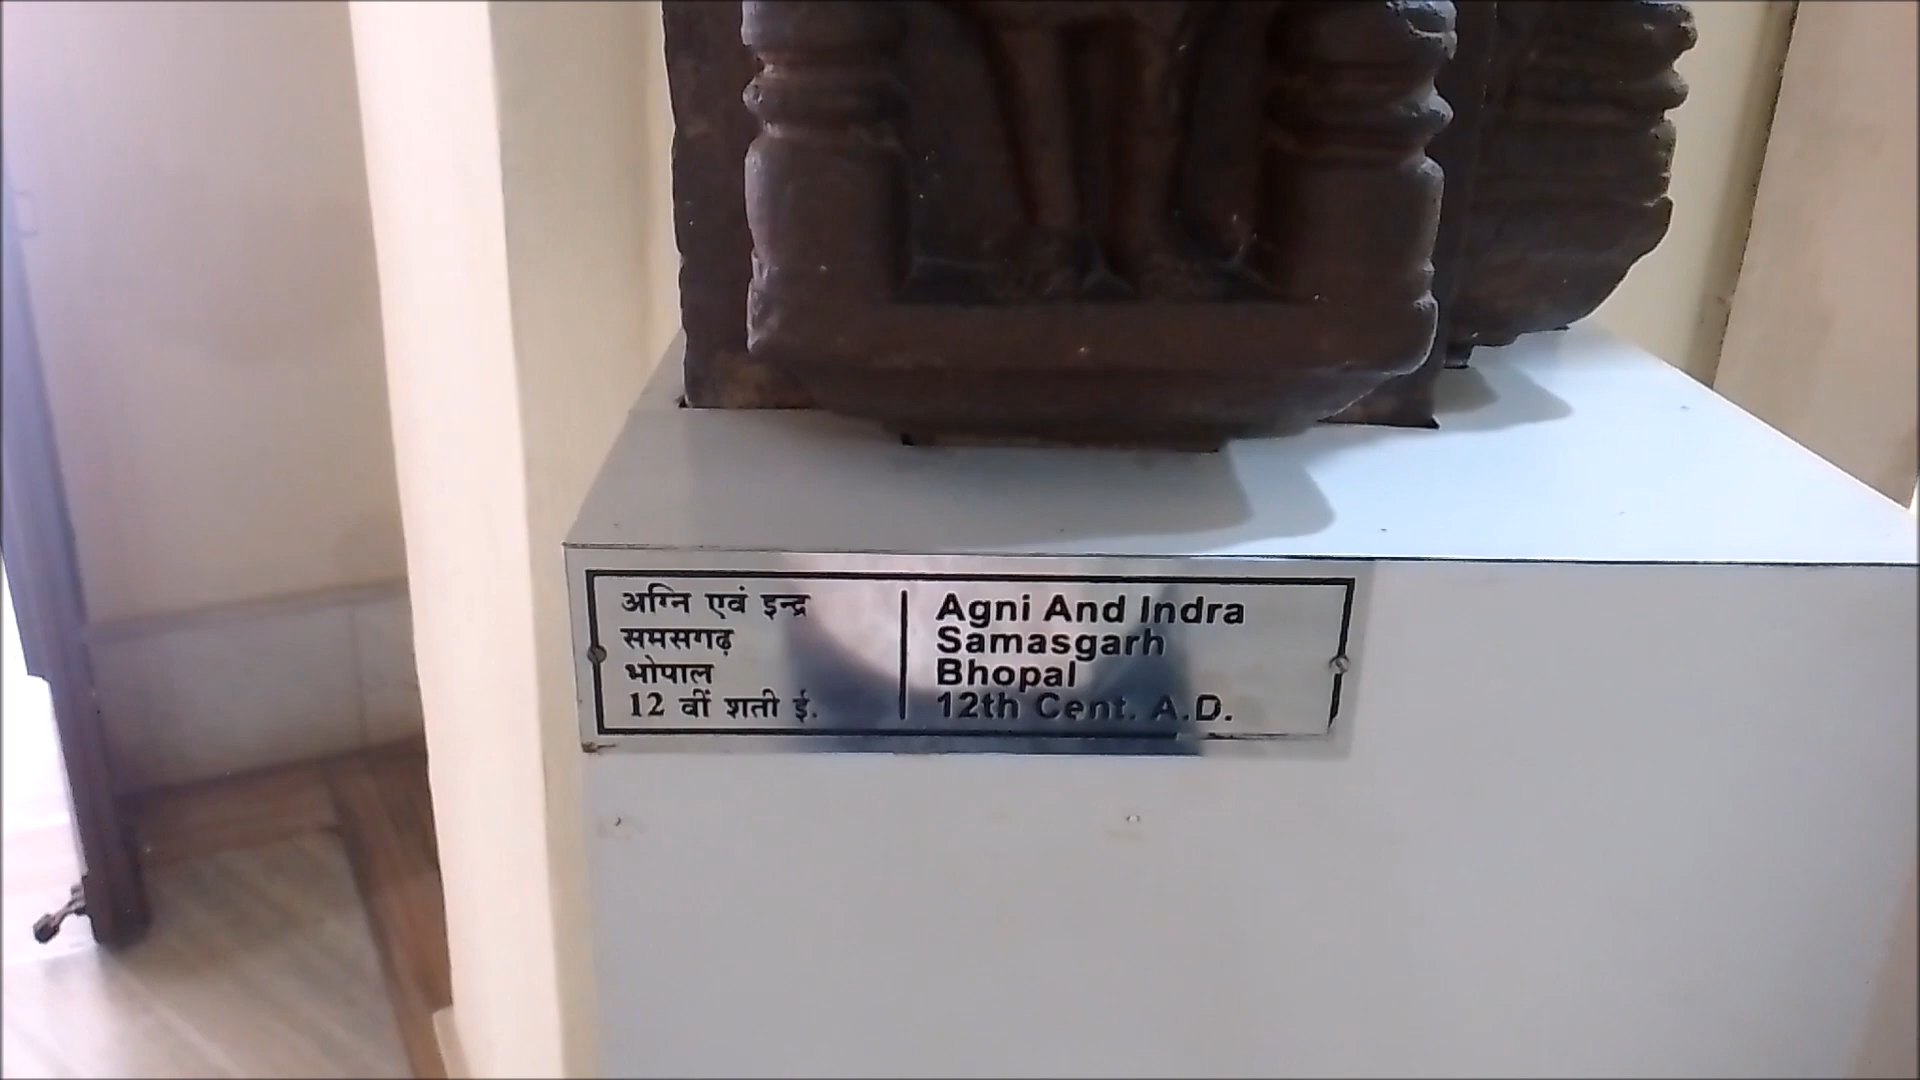 अग्नि एवं इन्द्र
समसगढ़
भोपाल
12 वीं शती ई.
Agni And Indra
Samasgarh
Bhopal
12th Cent. A.D.